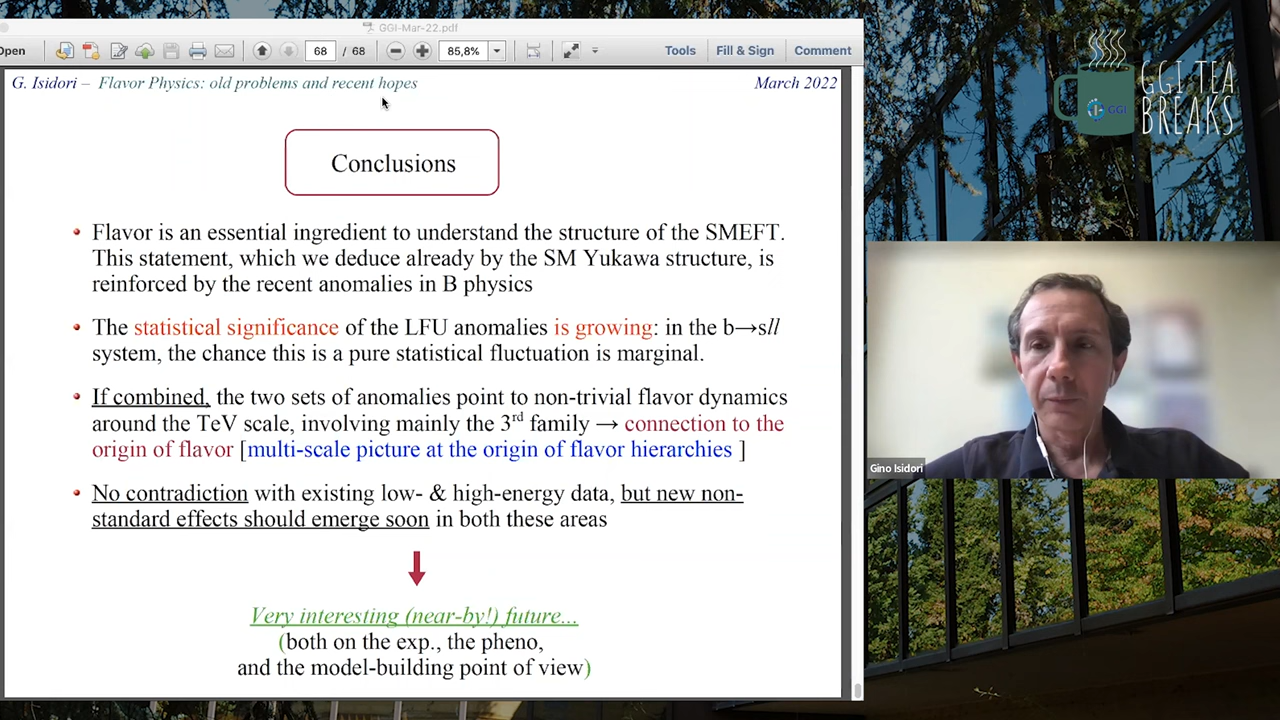 GGI-Mar-22.pdf
Open
68 / 68
85,8%
Tools
Fill & Sign
Comment
G. Isidori – Flavor Physics: old problems and recent hopes
March 2022
Conclusions
• Flavor is an essential ingredient to understand the structure of the SMEFT.
This statement, which we deduce already by the SM Yukawa structure, is
reinforced by the recent anomalies in B physics
• The statistical significance of the LFU anomalies is growing: in the b→sll
system, the chance this is a pure statistical fluctuation is marginal.
• If combined, the two sets of anomalies point to non-trivial flavor dynamics
around the TeV scale, involving mainly the 3rd family → connection to the
origin of flavor [multi-scale picture at the origin of flavor hierarchies ]
• No contradiction with existing low- & high-energy data, but new non-
standard effects should emerge soon in both these areas
Very interesting (near-by!) future...
(both on the exp., the pheno,
and the model-building point of view)
GGI
GGI TEA
BREAKS
Gino Isidori